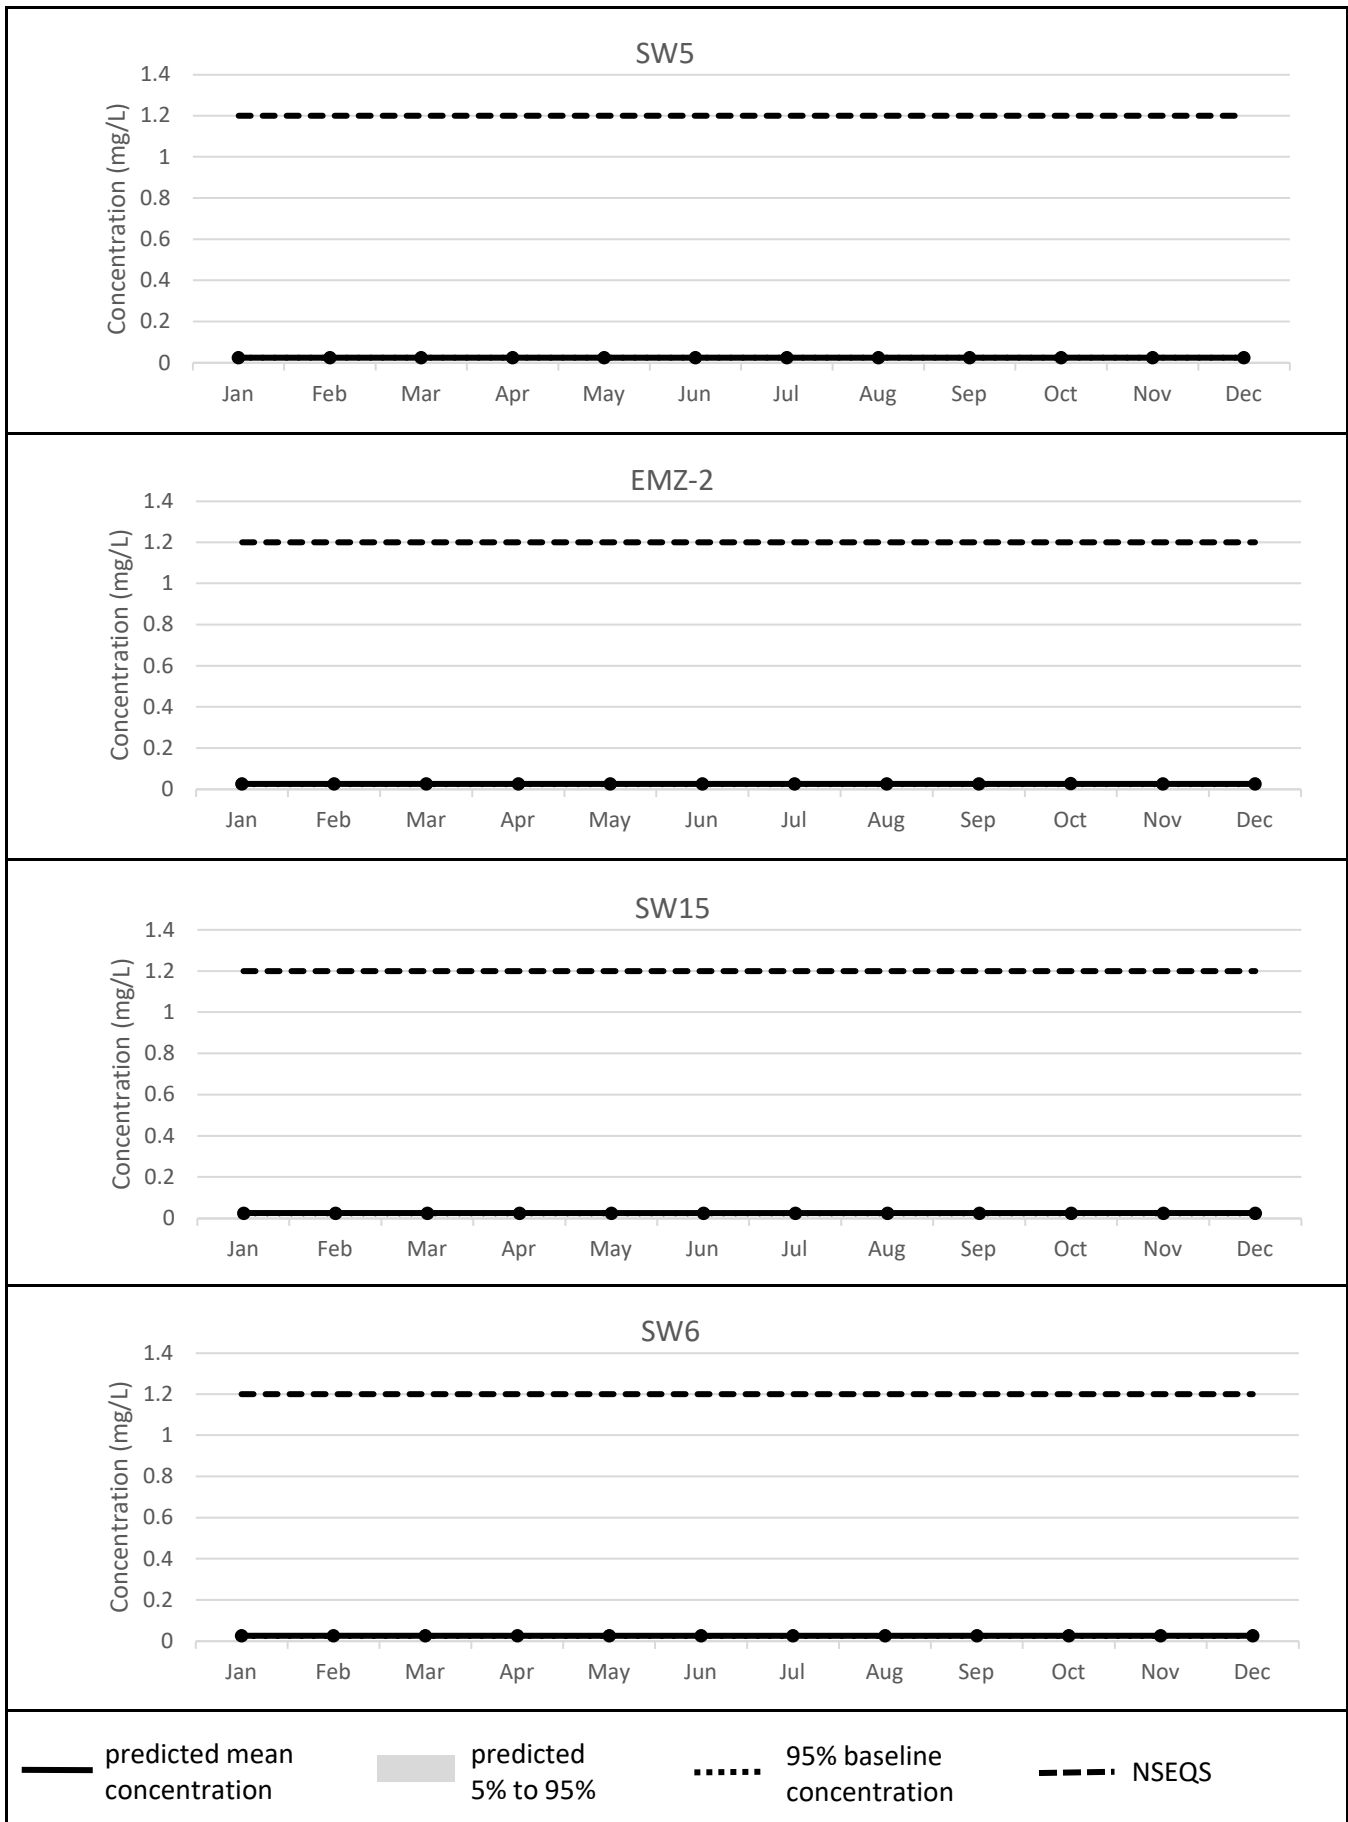 SW5
Concentration (mg/L)
1.4
1.2
1
0.8
0.6
0.4
0.2
0
Jan Feb Mar Apr May Jun Jul Aug Sep Oct Nov Dec
EMZ-2
Concentration (mg/L)
1.4
1.2
1
0.8
0.6
0.4
0.2
0
Jan Feb Mar Apr May Jun Jul Aug Sep Oct Nov Dec
SW15
Concentration (mg/L)
1.4
1.2
1
0.8
0.6
0.4
0.2
0
Jan Feb Mar Apr May Jun Jul Aug Sep Oct Nov Dec
SW6
Concentration (mg/L)
1.4
1.2
1
0.8
0.6
0.4
0.2
0
Jan Feb Mar Apr May Jun Jul Aug Sep Oct Nov Dec
predicted mean
concentration
predicted
5% to 95%
95% baseline
concentration
NSEQS